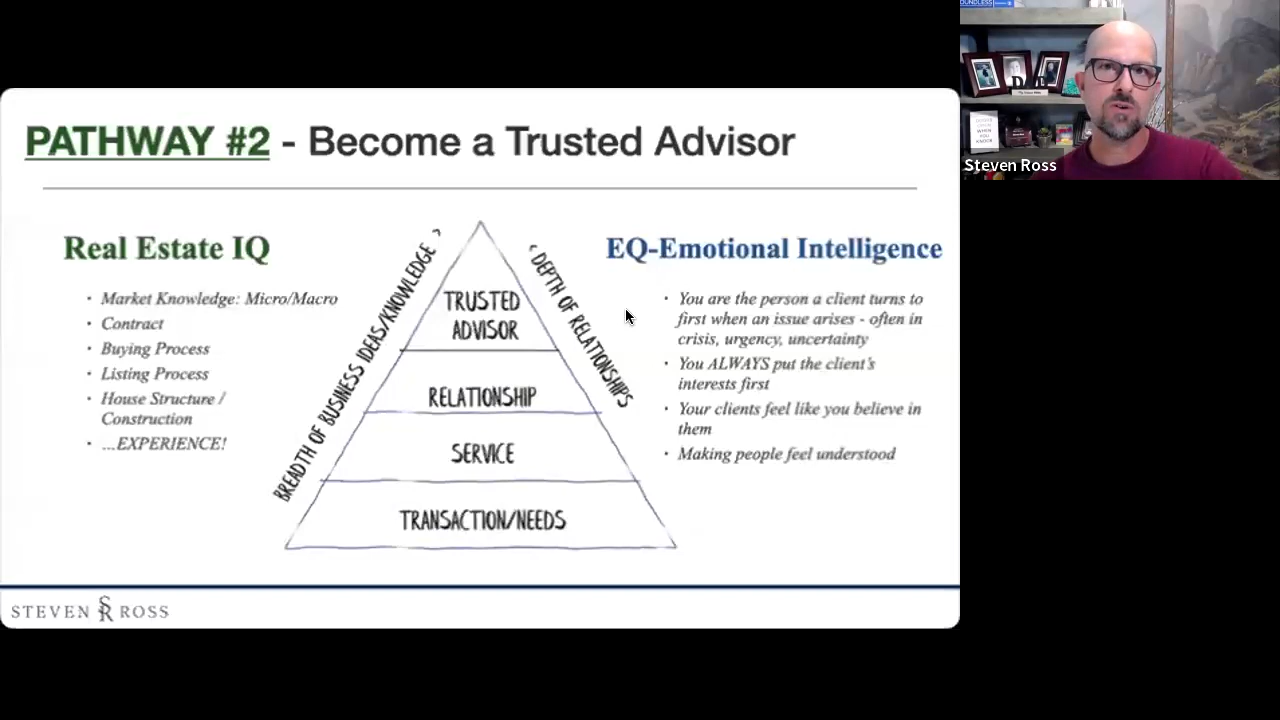 OUNDLESS
DAD
Steven Ross
PATHWAY #2 - Become a Trusted Advisor
Real Estate IQ
• Market Knowledge: Micro/Macro
• Contract
• Buying Process
• Listing Process
• House Structure /
Construction
• ...EXPERIENCE!
BREADTH OF BUSINESS IDEAS/KNOWLEDGE >
TRUSTED
ADVISOR
RELATIONSHIP
SERVICE
TRANSACTION/NEEDS
< DEPTH OF RELATIONSHIPS
EQ-Emotional Intelligence
• You are the person a client turns to
first when an issue arises - often in
crisis, urgency, uncertainty
• You ALWAYS put the client's
interests first
• Your clients feel like you believe in
them
• Making people feel understood
STEVEN SR ROSS